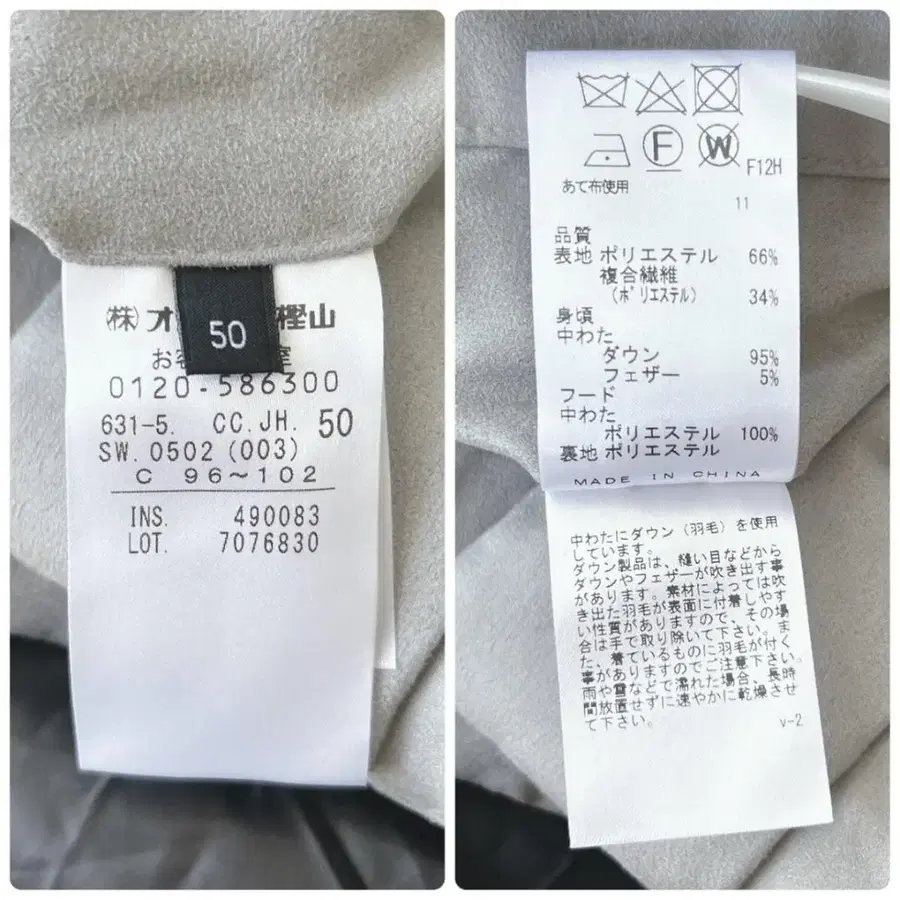 ㈱オ 樫山
50
お 室
0120-586300
631-5. CC.JH. 50
SW. 0502 (003)
C 96～102
INS. 490083
LOT. 7076830
F
W
F12H
あて布使用
11
品質
表地 ポリエステル 66%
複合繊維
(ポリエステル) 34%
身頃
中わた
ダウン 95%
フェザー 5%
フード
中わた
ポリエステル 100%
裏地 ポリエステル
MADE IN CHINA
中わたにダウン（羽毛）を使用
しています。
ダウン製品は、縫い目などから
ダウンやフェザーが吹き出す事
があります。素材によっては吹
き出た羽毛が表面に付着しやす
い性質がありますので、その場
合は手で取り除いて下さい。ま
た、着ているものに羽毛が付く
事がありますのでご注意下さい。
雨や雪などで濡れた場合、長時
間放置せずに速やかに乾燥させ
て下さい。
v-2